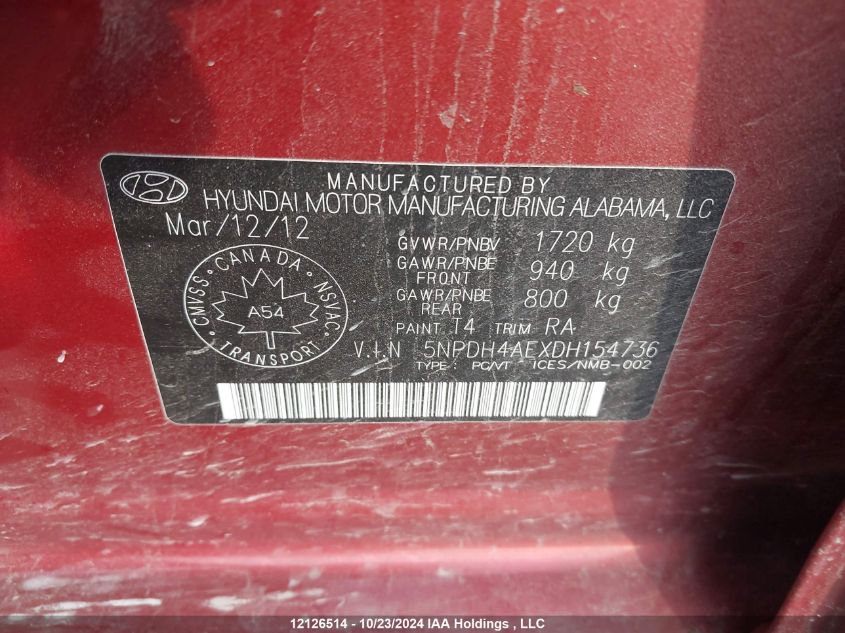 MANUFACTURED BY
HYUNDAI MOTOR MANUFACTURING ALABAMA, LLC
Mar/12/12
GVWR/PNBV 1720 kg
GAWR/PNBE FRONT 940 kg
GAWR/PNBE REAR 800 kg
PAINT T4 TRIM RA
V.I.N 5NPDH4AEXDH154736
TYPE : PC/VT ICES/NMB-002
CANADA
CMVSS NSVAC
A54
TRANSPORT
12126514 - 10/23/2024 IAA Holdings , LLC